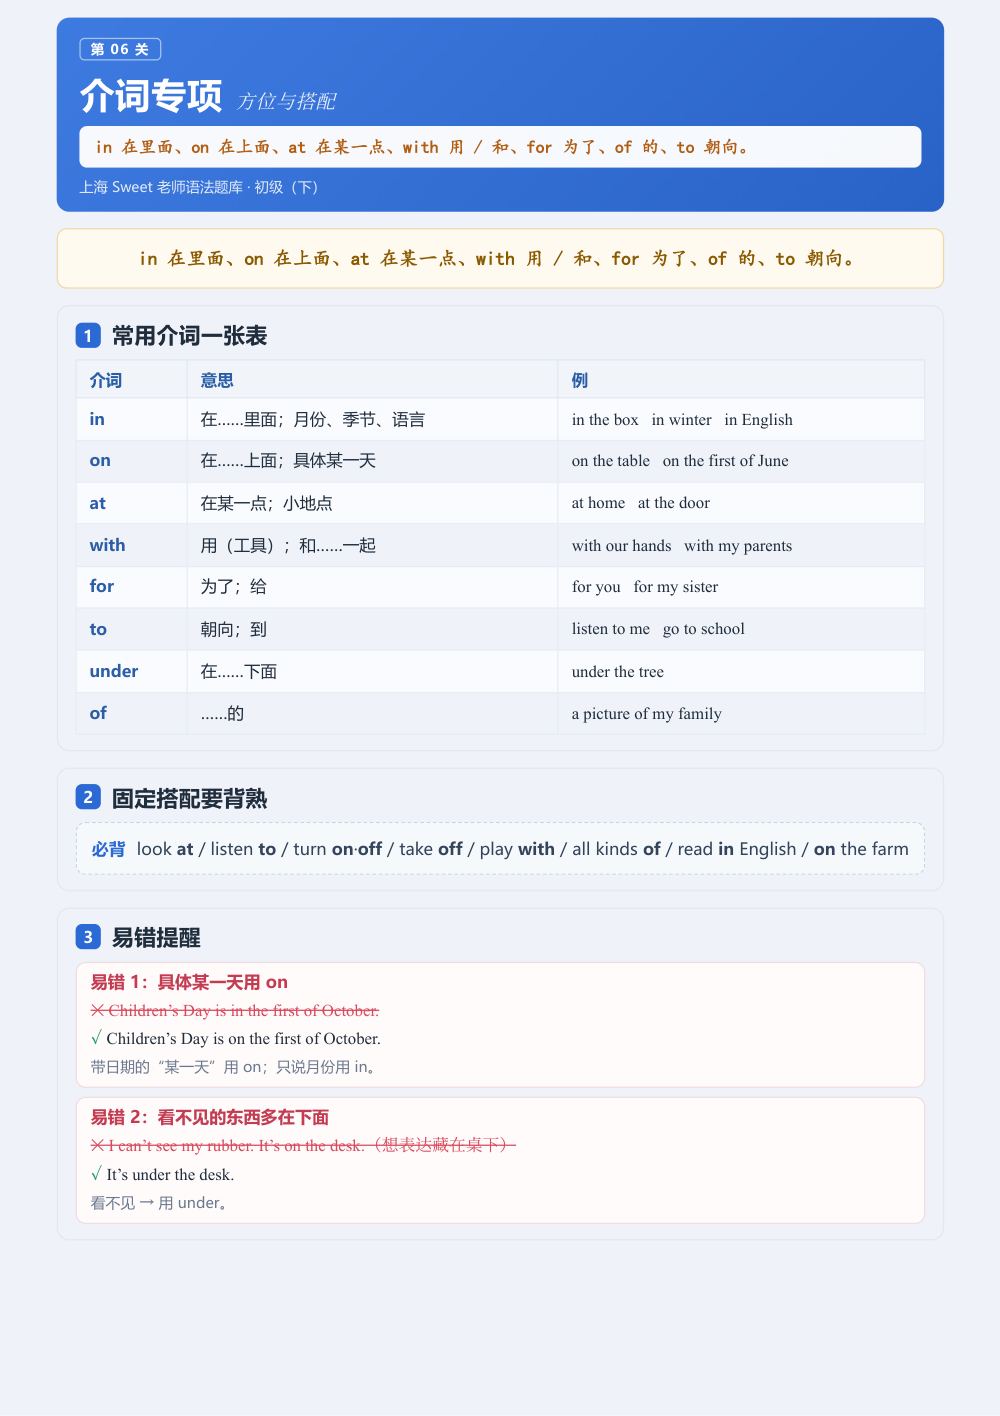 第 06 关
介词专项 方位与搭配
in 在里面、on 在上面、at 在某一点、with 用 / 和、for 为了、of 的、to 朝向。
上海 Sweet 老师语法题库 · 初级（下）
in 在里面、on 在上面、at 在某一点、with 用 / 和、for 为了、of 的、to 朝向。
1 常用介词一张表
介词 意思 例
in 在……里面；月份、季节、语言 in the box in winter in English
on 在……上面；具体某一天 on the table on the first of June
at 在某一点；小地点 at home at the door
with 用（工具）；和……一起 with our hands with my parents
for 为了；给 for you for my sister
to 朝向；到 listen to me go to school
under 在……下面 under the tree
of ……的 a picture of my family
2 固定搭配要背熟
必背 look at / listen to / turn on·off / take off / play with / all kinds of / read in English / on the farm
3 易错提醒
易错 1：具体某一天用 on
× Children’s Day is in the first of October.
√ Children’s Day is on the first of October.
带日期的“某一天”用 on；只说月份用 in。
易错 2：看不见的东西多在下面
× I can’t see my rubber. It’s on the desk.（想表达藏在桌下）
√ It’s under the desk.
看不见 → 用 under。